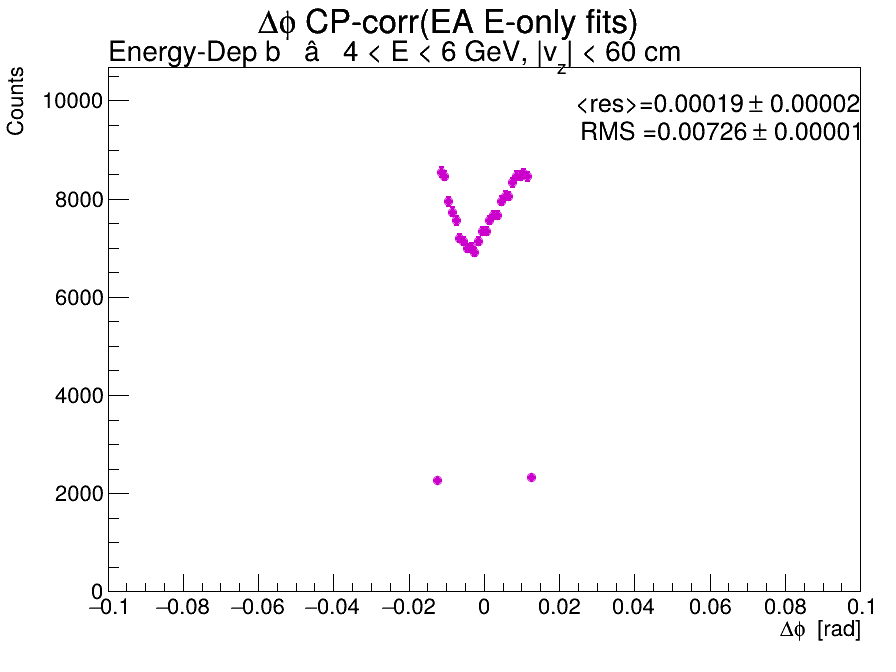 Δϕ CP-corr(EA E-only fits)
Energy-Dep b â 4 < E < 6 GeV, |v_z| < 60 cm
Counts
<res>=0.00019 ± 0.00002
RMS =0.00726 ± 0.00001
10000
8000
6000
4000
2000
0
−0.1 −0.08 −0.06 −0.04 −0.02 0 0.02 0.04 0.06 0.08 0.1
Δϕ [rad]